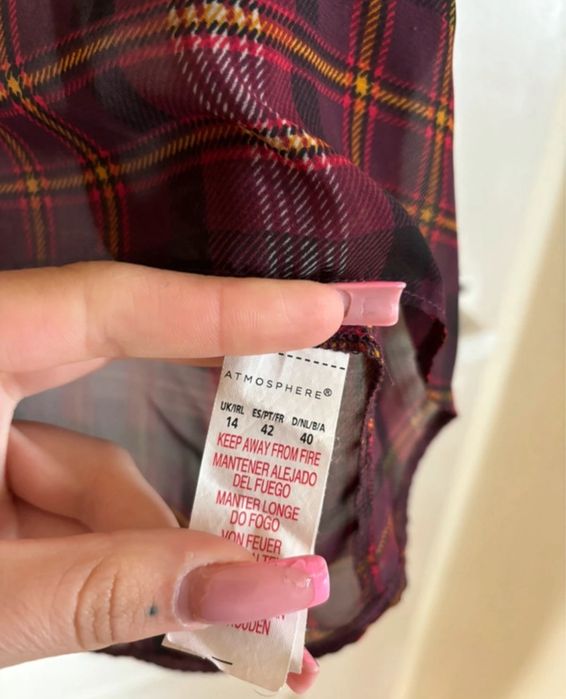 ATMOSPHERE®
UK/IRL ES/PT/FR D/NL/B/A
14 42 40
KEEP AWAY FROM FIRE
MANTENER ALEJADO
DEL FUEGO
MANTER LONGE
DO FOGO
VON FEUER